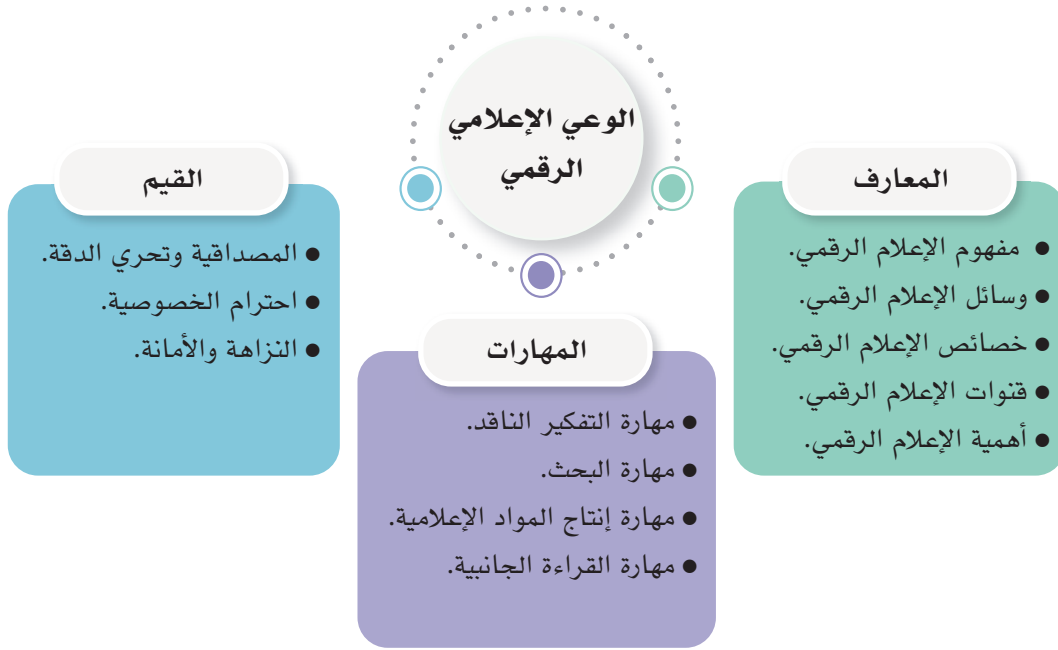 الوعي الإعلامي
الرقمي
المعارف
● مفهوم الإعلام الرقمي.
● وسائل الإعلام الرقمي.
● خصائص الإعلام الرقمي.
● قنوات الإعلام الرقمي.
● أهمية الإعلام الرقمي.
المهارات
● مهارة التفكير الناقد.
● مهارة البحث.
● مهارة إنتاج المواد الإعلامية.
● مهارة القراءة الجانبية.
القيم
● المصداقية وتحري الدقة.
● احترام الخصوصية.
● النزاهة والأمانة.